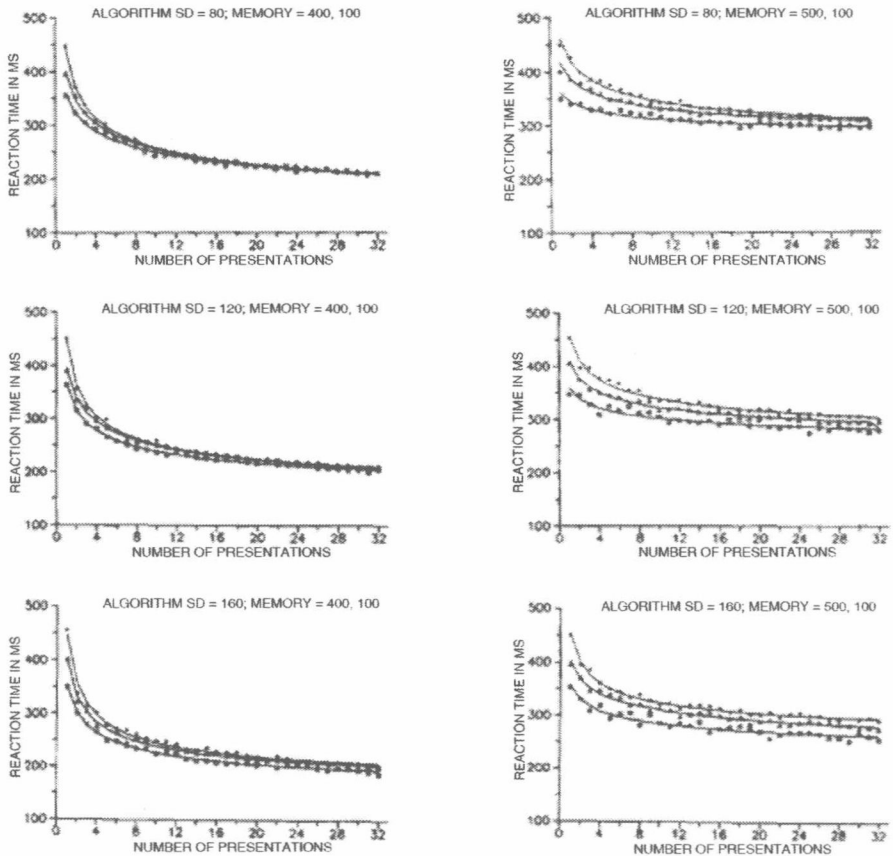 ALGORITHM SD = 80; MEMORY = 400, 100
REACTION TIME IN MS
500
400
300
200
100
0 4 8 12 16 20 24 28 32
NUMBER OF PRESENTATIONS
ALGORITHM SD = 80; MEMORY = 500, 100
REACTION TIME IN MS
500
400
300
200
100
0 4 8 12 16 20 24 28 32
NUMBER OF PRESENTATIONS
ALGORITHM SD = 120; MEMORY = 400, 100
REACTION TIME IN MS
500
400
300
200
100
0 4 8 12 16 20 24 28 32
NUMBER OF PRESENTATIONS
ALGORITHM SD = 120; MEMORY = 500, 100
REACTION TIME IN MS
500
400
300
200
100
0 4 8 12 16 20 24 28 32
NUMBER OF PRESENTATIONS
ALGORITHM SD = 160; MEMORY = 400, 100
REACTION TIME IN MS
500
400
300
200
100
0 4 8 12 16 20 24 28 32
NUMBER OF PRESENTATIONS
ALGORITHM SD = 160; MEMORY = 500, 100
REACTION TIME IN MS
500
400
300
200
100
0 4 8 12 16 20 24 28 32
NUMBER OF PRESENTATIONS